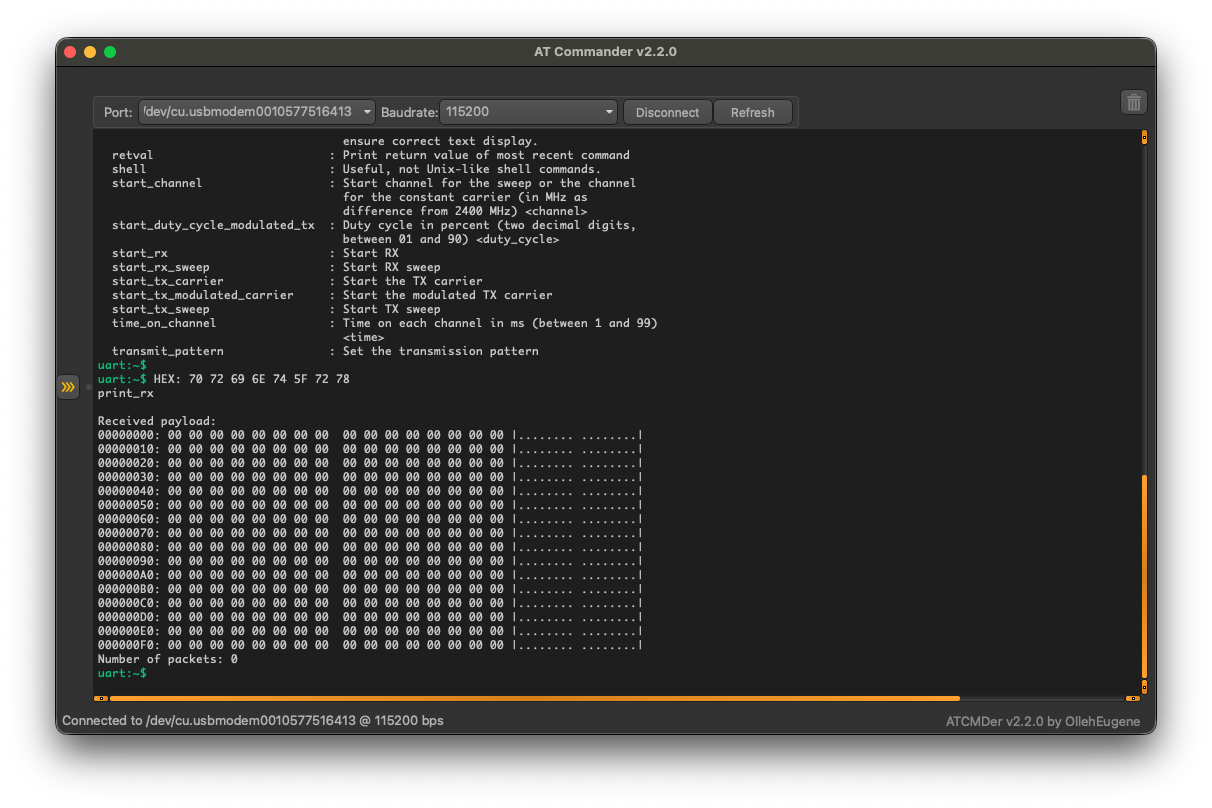 AT Commander v2.2.0
Port: /dev/cu.usbmodem0010577516413 Baudrate: 115200 Disconnect Refresh
ensure correct text display.
retval : Print return value of most recent command
shell : Useful, not Unix-like shell commands.
start_channel : Start channel for the sweep or the channel
for the constant carrier (in MHz as
difference from 2400 MHz) <channel>
start_duty_cycle_modulated_tx : Duty cycle in percent (two decimal digits,
between 01 and 90) <duty_cycle>
start_rx : Start RX
start_rx_sweep : Start RX sweep
start_tx_carrier : Start the TX carrier
start_tx_modulated_carrier : Start the modulated TX carrier
start_tx_sweep : Start TX sweep
time_on_channel : Time on each channel in ms (between 1 and 99)
<time>
transmit_pattern : Set the transmission pattern
uart:~$
uart:~$ HEX: 70 72 69 6E 74 5F 72 78
print_rx
Received payload:
00000000: 00 00 00 00 00 00 00 00  00 00 00 00 00 00 00 00 |........ ........|
00000010: 00 00 00 00 00 00 00 00  00 00 00 00 00 00 00 00 |........ ........|
00000020: 00 00 00 00 00 00 00 00  00 00 00 00 00 00 00 00 |........ ........|
00000030: 00 00 00 00 00 00 00 00  00 00 00 00 00 00 00 00 |........ ........|
00000040: 00 00 00 00 00 00 00 00  00 00 00 00 00 00 00 00 |........ ........|
00000050: 00 00 00 00 00 00 00 00  00 00 00 00 00 00 00 00 |........ ........|
00000060: 00 00 00 00 00 00 00 00  00 00 00 00 00 00 00 00 |........ ........|
00000070: 00 00 00 00 00 00 00 00  00 00 00 00 00 00 00 00 |........ ........|
00000080: 00 00 00 00 00 00 00 00  00 00 00 00 00 00 00 00 |........ ........|
00000090: 00 00 00 00 00 00 00 00  00 00 00 00 00 00 00 00 |........ ........|
000000A0: 00 00 00 00 00 00 00 00  00 00 00 00 00 00 00 00 |........ ........|
000000B0: 00 00 00 00 00 00 00 00  00 00 00 00 00 00 00 00 |........ ........|
000000C0: 00 00 00 00 00 00 00 00  00 00 00 00 00 00 00 00 |........ ........|
000000D0: 00 00 00 00 00 00 00 00  00 00 00 00 00 00 00 00 |........ ........|
000000E0: 00 00 00 00 00 00 00 00  00 00 00 00 00 00 00 00 |........ ........|
000000F0: 00 00 00 00 00 00 00 00  00 00 00 00 00 00 00 00 |........ ........|
Number of packets: 0
uart:~$
Connected to /dev/cu.usbmodem0010577516413 @ 115200 bps ATCMDer v2.2.0 by OllehEugene